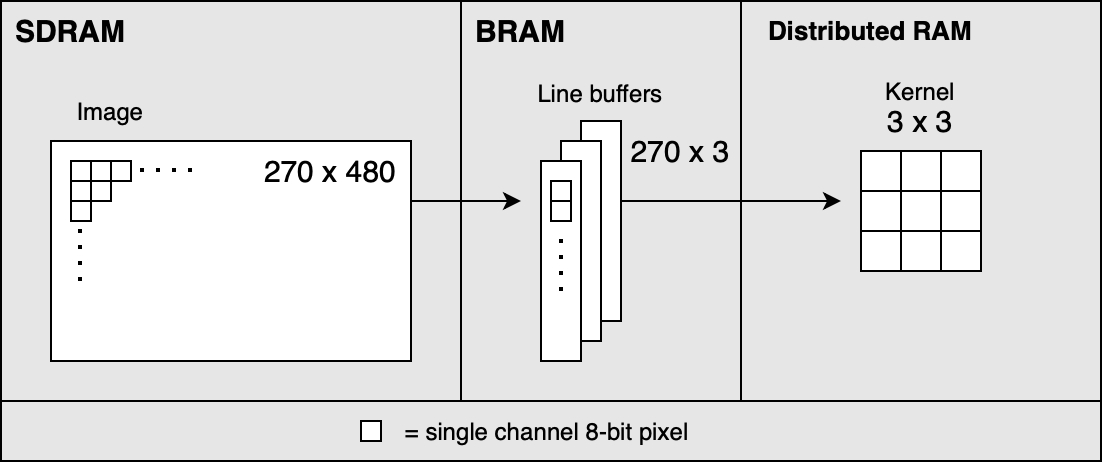 SDRAM
Image
270 x 480
BRAM
Line buffers
270 x 3
Distributed RAM
Kernel
3 x 3
= single channel 8-bit pixel